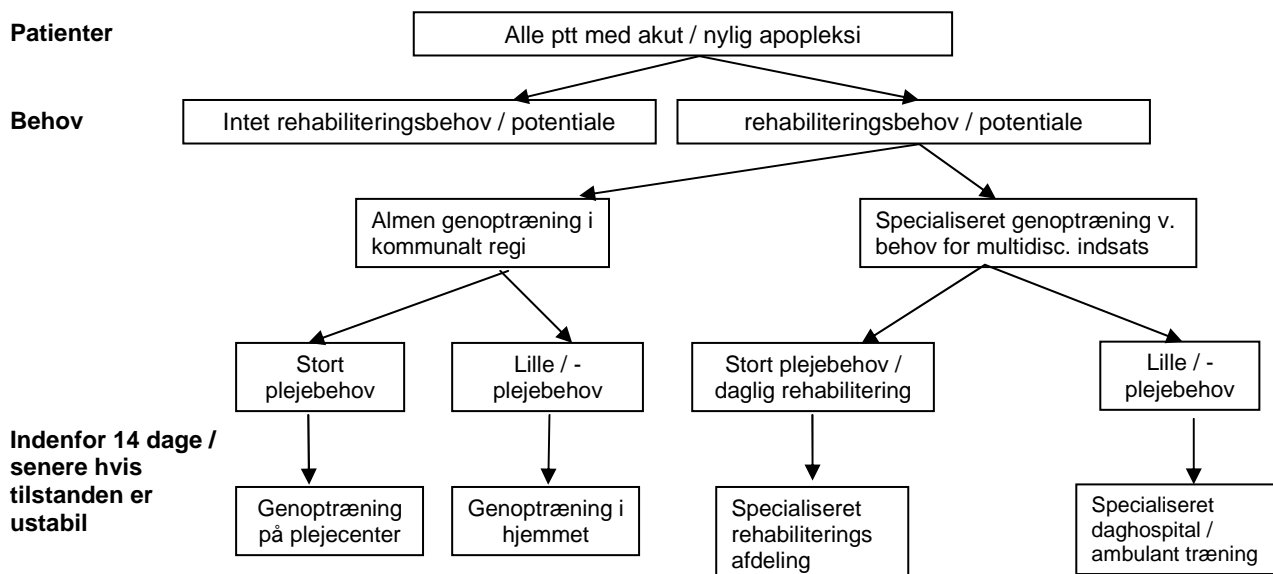 Patienter
Alle ptt med akut / nylig apopleksi
Behov
Intet rehabiliteringsbehov / potentiale
rehabiliteringsbehov / potentiale
Almen genoptræning i
kommunalt regi
Specialiseret genoptræning v.
behov for multidisc. indsats
Stort
plejebehov
Lille / -
plejebehov
Stort plejebehov /
daglig rehabilitering
Lille / -
plejebehov
Indenfor 14 dage /
senere hvis
tilstanden er
ustabil
Genoptræning
på plejecenter
Genoptræning i
hjemmet
Specialiseret
rehabiliterings
afdeling
Specialiseret
daghospital /
ambulant træning